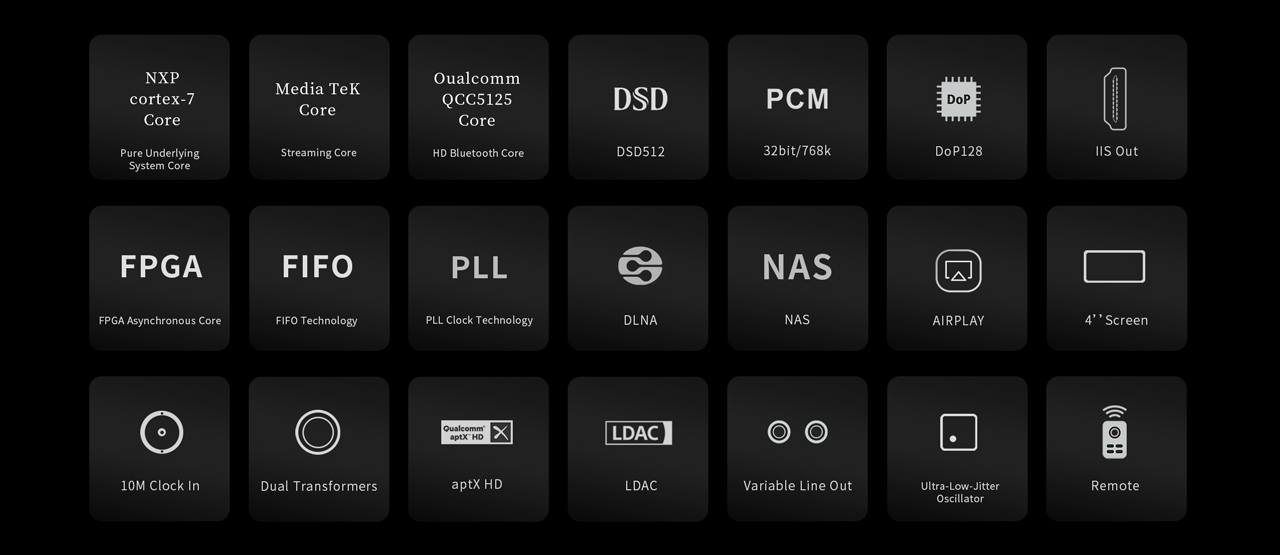 NXP
cortex-7
Core
Pure Underlying
System Core
Media TeK
Core
Streaming Core
Oualcomm
QCC5125
Core
HD Bluetooth Core
DSD
DSD512
PCM
32bit/768k
DoP
DoP128
IIS Out
FPGA
FPGA Asynchronous Core
FIFO
FIFO Technology
PLL
PLL Clock Technology
DLNA
NAS
NAS
AIRPLAY
4’’Screen
10M Clock In
Dual Transformers
Qualcomm®
aptX™ HD
aptX HD
LDAC
LDAC
Variable Line Out
Ultra-Low-Jitter
Oscillator
Remote